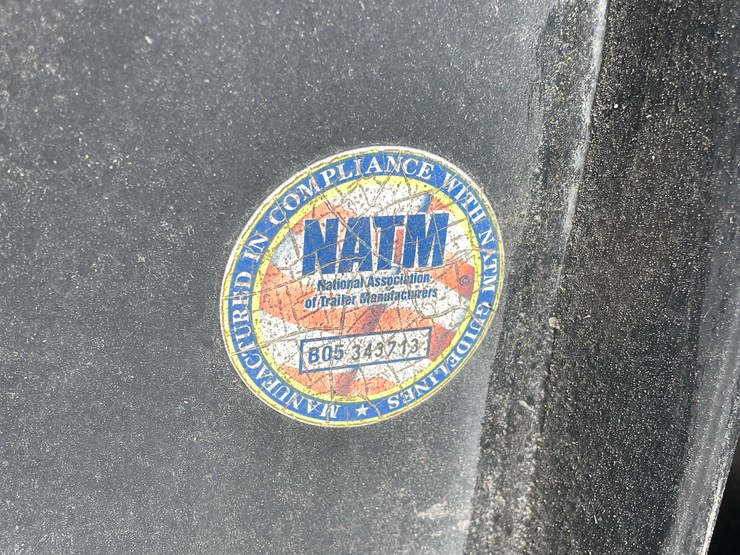 MANUFACTURED IN COMPLIANCE WITH NATM GUIDELINES
NATM
National Association
of Trailer Manufacturers
B05 343713